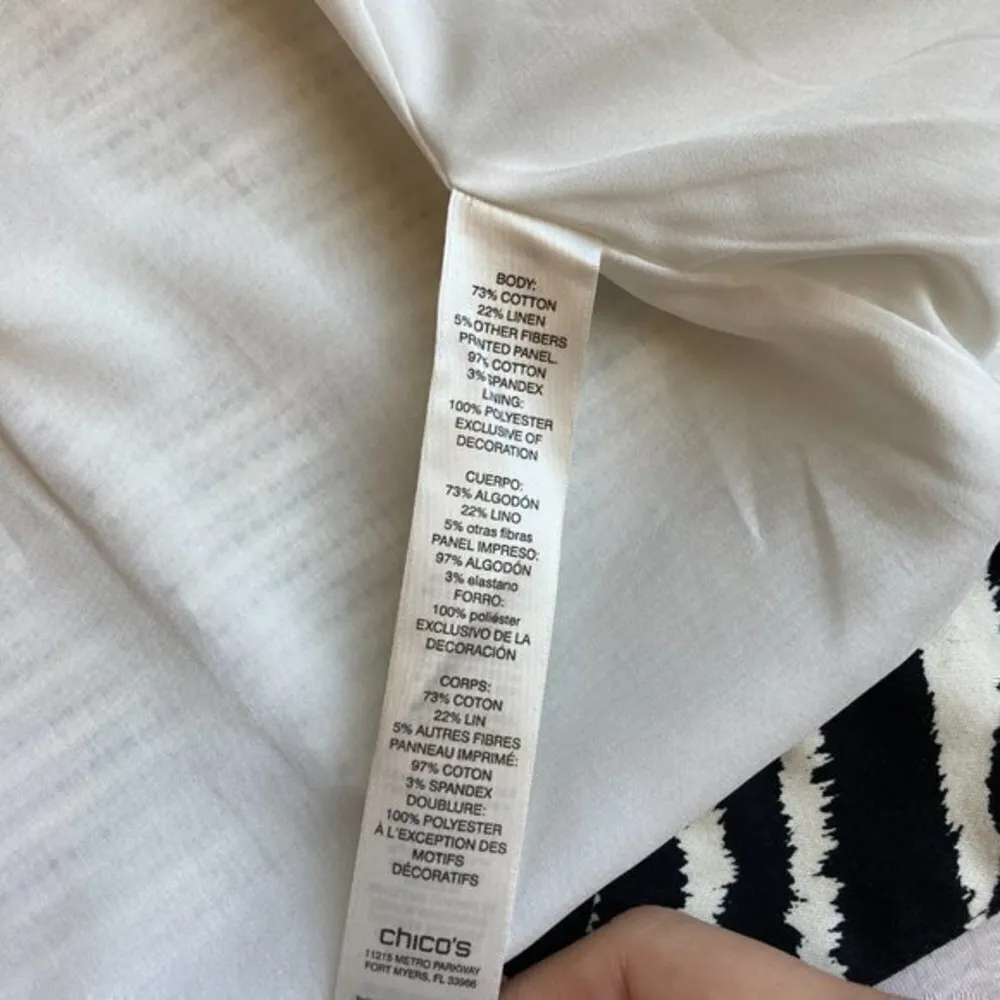 BODY:
73% COTTON
22% LINEN
5% OTHER FIBERS
PRINTED PANEL.
97% COTTON
3% SPANDEX
LINING:
100% POLYESTER
EXCLUSIVE OF
DECORATION
CUERPO:
73% ALGODÓN
22% LINO
5% otras fibras
PANEL IMPRESO:
97% ALGODÓN
3% elastano
FORRO:
100% poliéster
EXCLUSIVO DE LA
DECORACIÓN
CORPS:
73% COTON
22% LIN
5% AUTRES FIBRES
PANNEAU IMPRIMÉ:
97% COTON
3% SPANDEX
DOUBLURE:
100% POLYESTER
À L'EXCEPTION DES
MOTIFS
DÉCORATIFS
chico's
11215 METRO PARKWAY
FORT MYERS, FL 33966